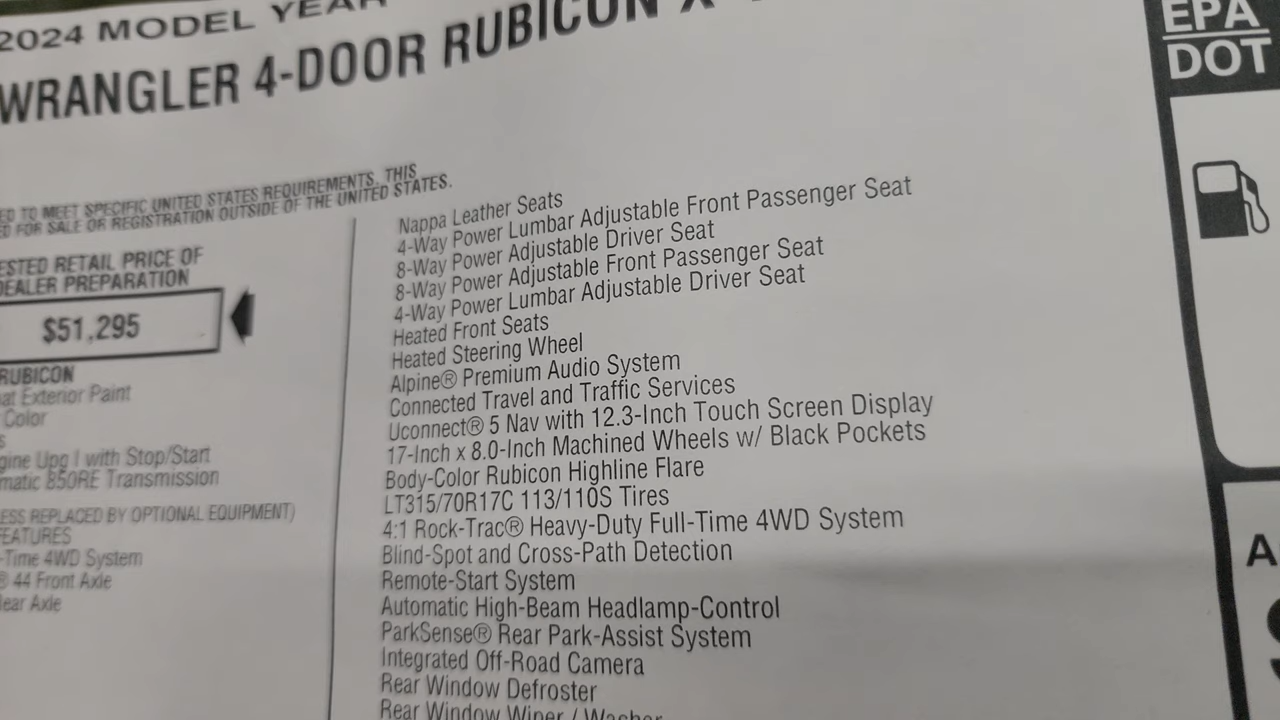 2024 MODEL YEAR
WRANGLER 4-DOOR RUBICON X
ED TO MEET SPECIFIC UNITED STATES REQUIREMENTS. THIS
ED FOR SALE OR REGISTRATION OUTSIDE OF THE UNITED STATES.
ESTED RETAIL PRICE OF
DEALER PREPARATION
$51,295
RUBICON
at Exterior Paint
Color
s
gine Upg I with Stop/Start
matic 850RE Transmission
ESS REPLACED BY OPTIONAL EQUIPMENT)
FEATURES
-Time 4WD System
® 44 Front Axle
ear Axle
Nappa Leather Seats
4-Way Power Lumbar Adjustable Front Passenger Seat
8-Way Power Adjustable Driver Seat
8-Way Power Adjustable Front Passenger Seat
4-Way Power Lumbar Adjustable Driver Seat
Heated Front Seats
Heated Steering Wheel
Alpine® Premium Audio System
Connected Travel and Traffic Services
Uconnect® 5 Nav with 12.3-Inch Touch Screen Display
17-Inch x 8.0-Inch Machined Wheels w/ Black Pockets
Body-Color Rubicon Highline Flare
LT315/70R17C 113/110S Tires
4:1 Rock-Trac® Heavy-Duty Full-Time 4WD System
Blind-Spot and Cross-Path Detection
Remote-Start System
Automatic High-Beam Headlamp-Control
ParkSense® Rear Park-Assist System
Integrated Off-Road Camera
Rear Window Defroster
Rear Window Wiper / Washer
EPA
DOT
A